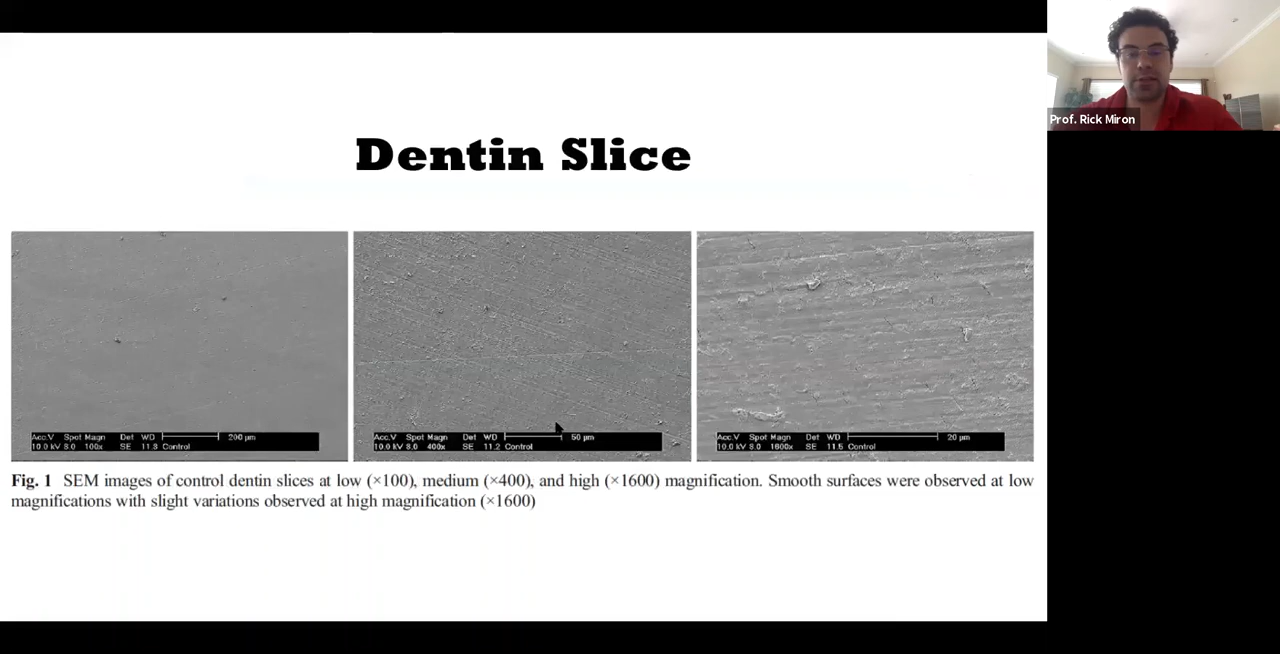 Prof. Rick Miron
Dentin Slice
Acc.V Spot Magn Det WD 200 µm
10.0 kV 8.0 100x SE 11.3 Control
Acc.V Spot Magn Det WD 50 µm
10.0 kV 8.0 400x SE 11.2 Control
Acc.V Spot Magn Det WD 20 µm
10.0 kV 8.0 1600x SE 11.5 Control
Fig. 1 SEM images of control dentin slices at low (×100), medium (×400), and high (×1600) magnification. Smooth surfaces were observed at low
magnifications with slight variations observed at high magnification (×1600)